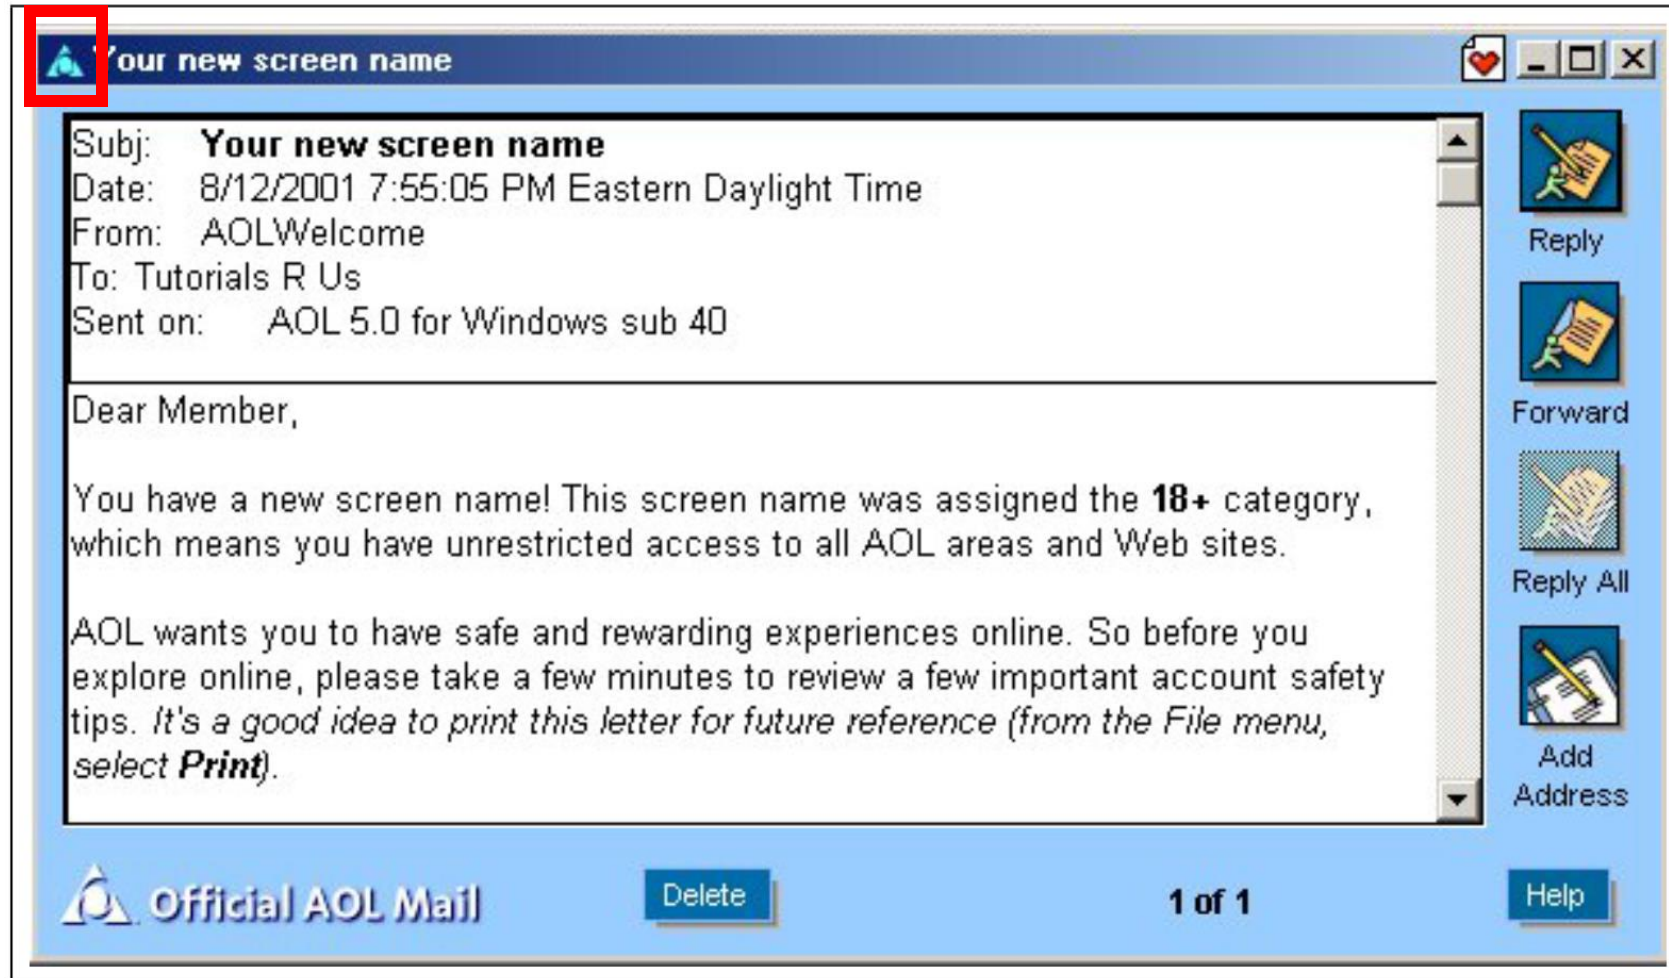 Your new screen name
Subj: Your new screen name
Date: 8/12/2001 7:55:05 PM Eastern Daylight Time
From: AOLWelcome
To: Tutorials R Us
Sent on: AOL 5.0 for Windows sub 40
Dear Member,
You have a new screen name! This screen name was assigned the 18+ category,
which means you have unrestricted access to all AOL areas and Web sites.
AOL wants you to have safe and rewarding experiences online. So before you
explore online, please take a few minutes to review a few important account safety
tips. It's a good idea to print this letter for future reference (from the File menu,
select Print).
Reply
Forward
Reply All
Add
Address
Official AOL Mail
Delete
1 of 1
Help